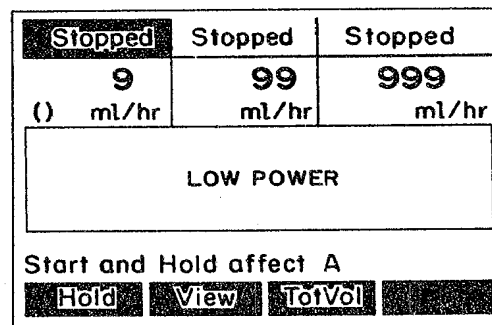 Stopped Stopped Stopped
9 99 999
() ml/hr ml/hr ml/hr
LOW POWER
Start and Hold affect A
Hold View TotVol